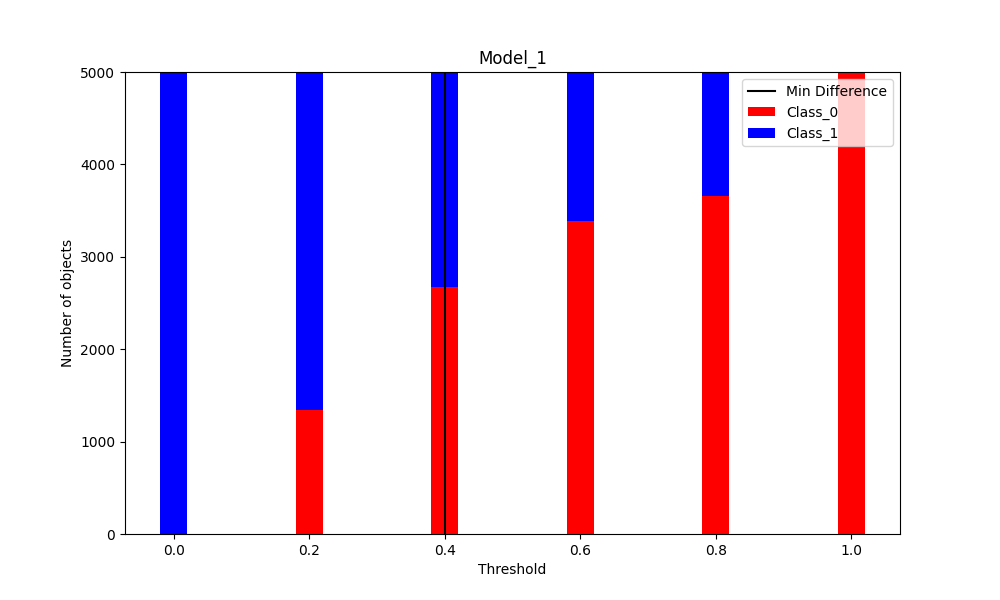 Model_1
5000
4000
3000
2000
1000
0
Number of objects
Min Difference
Class_0
Class_1
0.0 0.2 0.4 0.6 0.8 1.0
Threshold